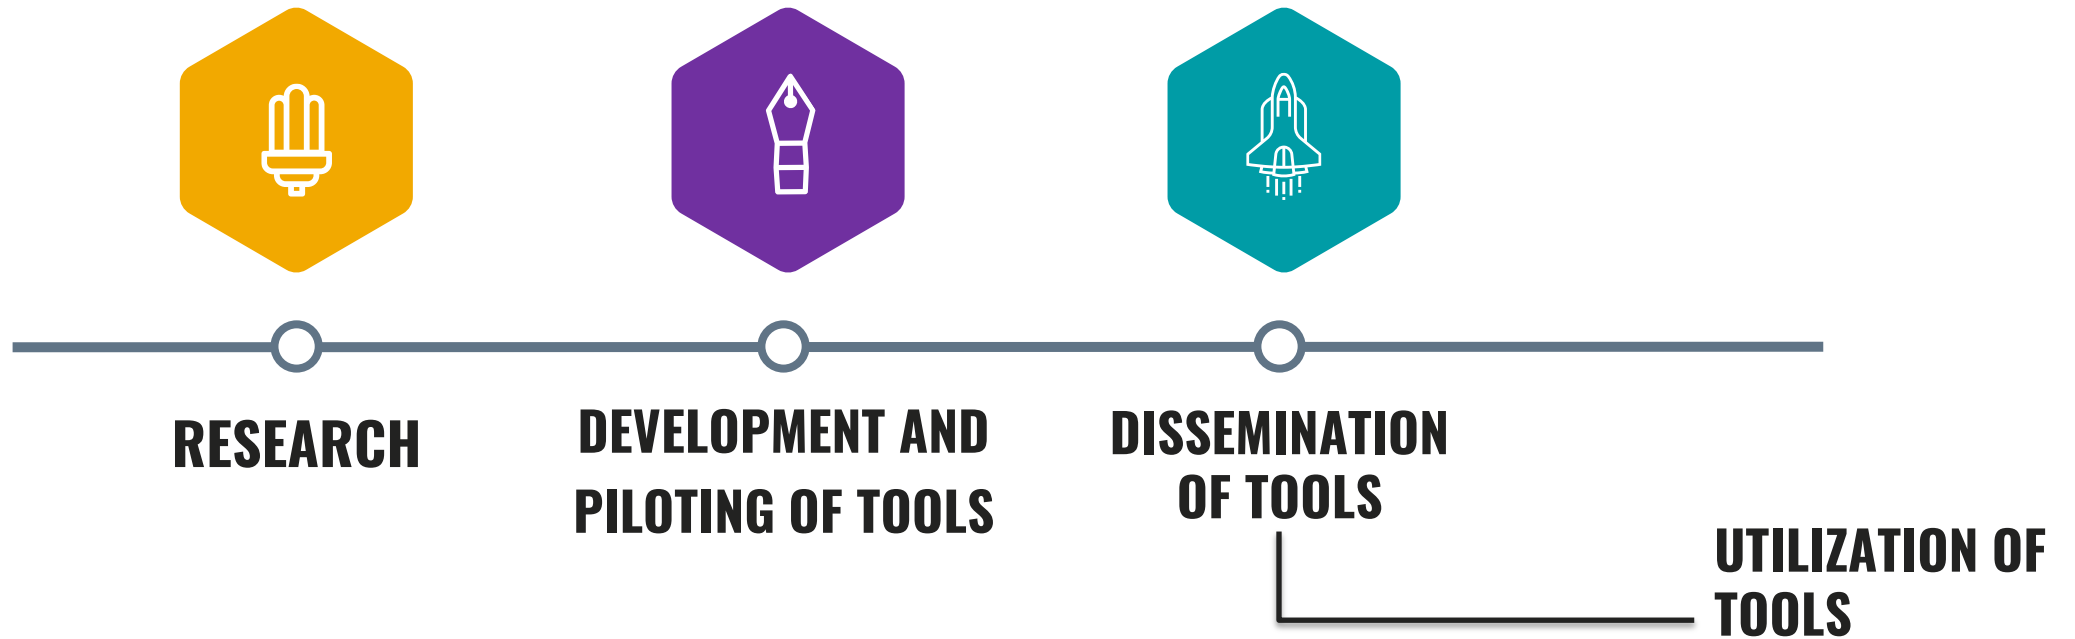 RESEARCH
DEVELOPMENT AND
PILOTING OF TOOLS
DISSEMINATION
OF TOOLS
UTILIZATION OF
TOOLS